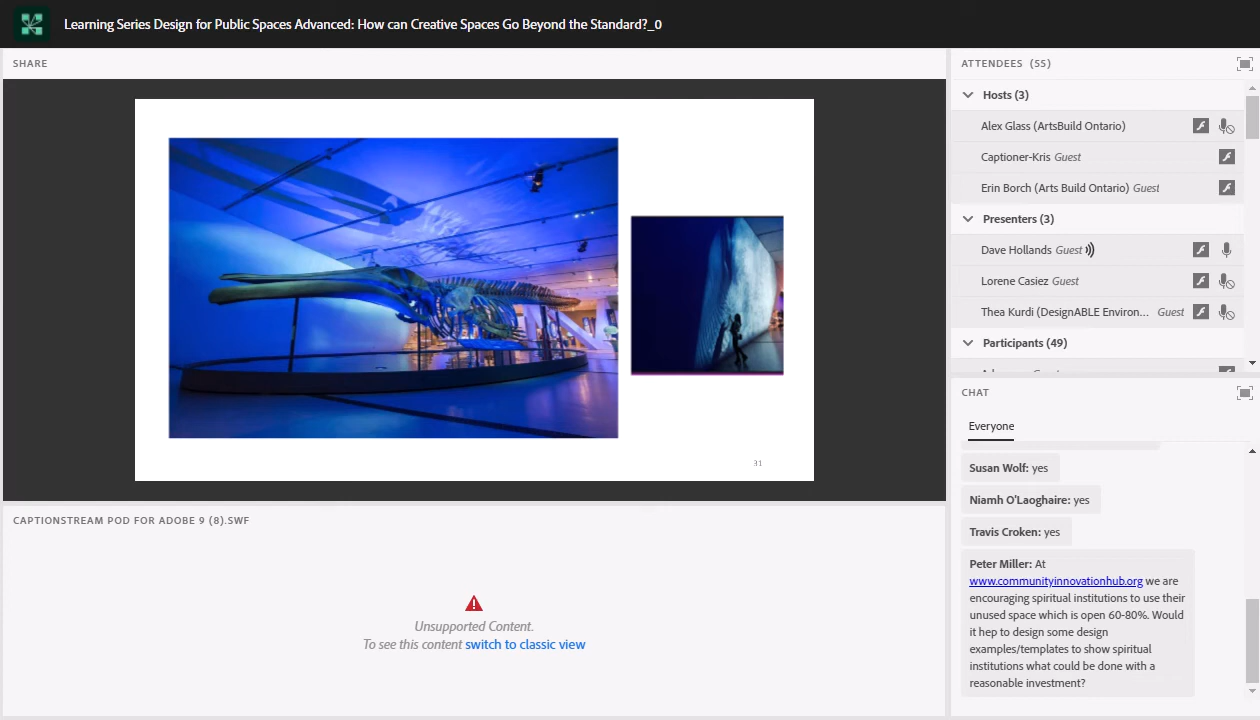 Learning Series Design for Public Spaces Advanced: How can Creative Spaces Go Beyond the Standard?_0
SHARE
31
CAPTIONSTREAM POD FOR ADOBE 9 (8).SWF
Unsupported Content.
To see this content switch to classic view
ATTENDEES (55)
Hosts (3)
Alex Glass (ArtsBuild Ontario)
Captioner-Kris Guest
Erin Borch (Arts Build Ontario) Guest
Presenters (3)
Dave Hollands Guest
Lorene Casiez Guest
Thea Kurdi (DesignABLE Environ... Guest
Participants (49)
CHAT
Everyone
Susan Wolf: yes
Niamh O'Laoghaire: yes
Travis Croken: yes
Peter Miller: At
www.communityinnovationhub.org we are
encouraging spiritual institutions to use their
unused space which is open 60-80%. Would
it hep to design some design
examples/templates to show spiritual
institutions what could be done with a
reasonable investment?